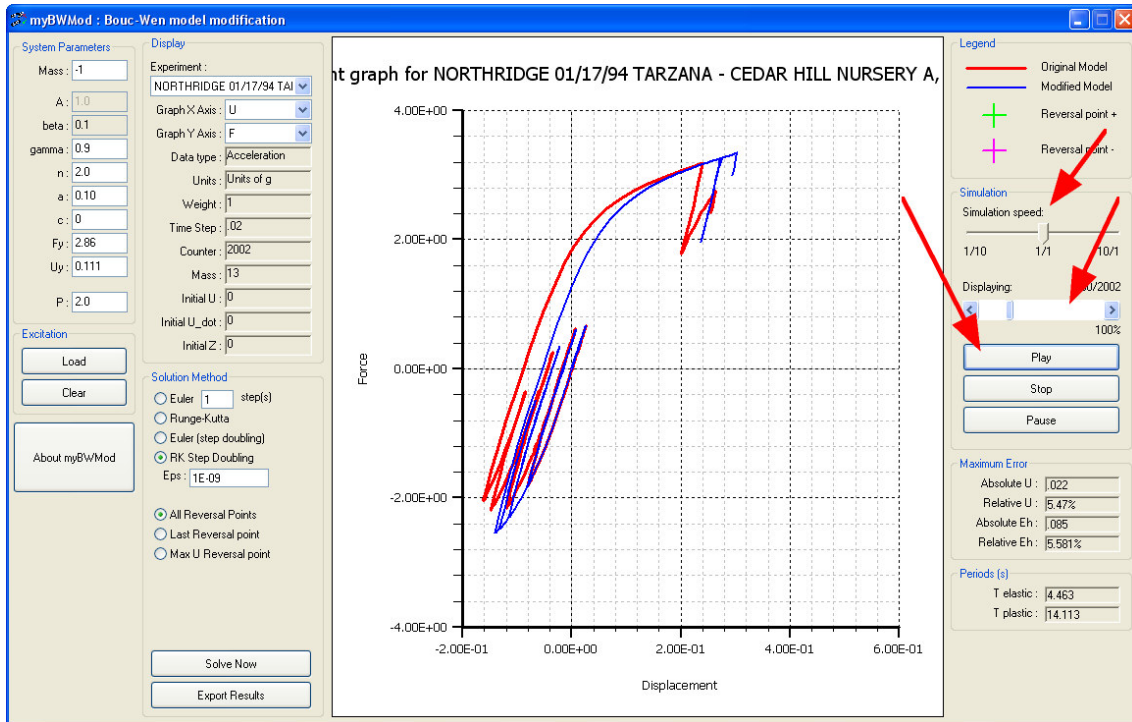 myBWMod : Bouc-Wen model modification
System Parameters
Mass : -1
A : 1.0
beta : 0.1
gamma : 0.9
n : 2.0
a : 0.10
c : 0
Fy : 2.86
Uy : 0.111
P : 2.0
Excitation
Load
Clear
About myBWMod
Display
Experiment :
NORTHRIDGE 01/17/94 TAI
Graph X Axis : U
Graph Y Axis : F
Data type : Acceleration
Units : Units of g
Weight : 1
Time Step : .02
Counter : 2002
Mass : 13
Initial U : 0
Initial U_dot : 0
Initial Z : 0
Solution Method
Euler 1 step(s)
Runge-Kutta
Euler (step doubling)
RK Step Doubling
Eps : 1E-09
All Reversal Points
Last Reversal point
Max U Reversal point
Solve Now
Export Results
nt graph for NORTHRIDGE 01/17/94 TARZANA - CEDAR HILL NURSERY A,
4.00E+00
2.00E+00
0.00E+00
-2.00E+00
-4.00E+00
Force
-2.00E-01 0.00E+00 2.00E-01 4.00E-01 6.00E-01
Displacement
Legend
Original Model
Modified Model
Reversal point +
Reversal point -
Simulation
Simulation speed:
1/10 1/1 10/1
Displaying: 0/2002
100%
Play
Stop
Pause
Maximum Error
Absolute U : .022
Relative U : 5.47%
Absolute Eh : .085
Relative Eh : 5.581%
Periods (s)
T elastic : 4.463
T plastic : 14.113